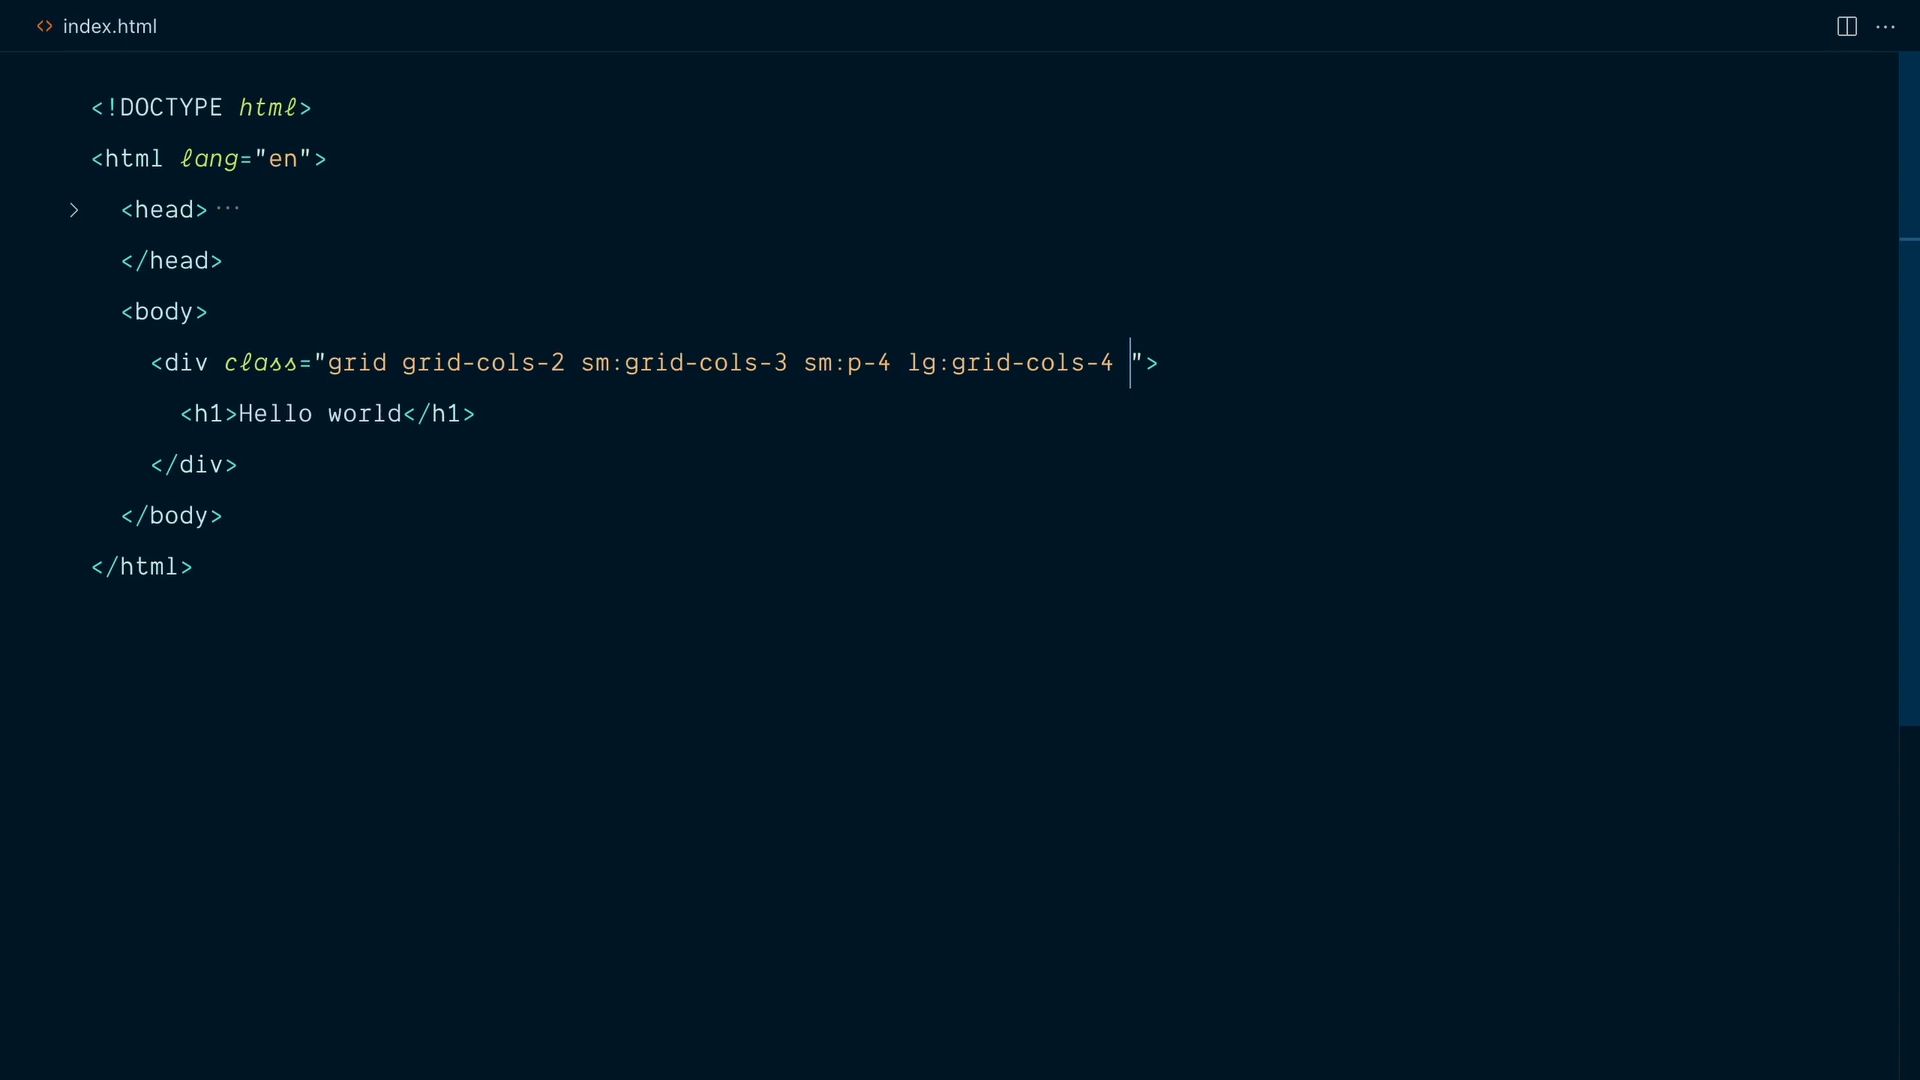 index.html
<!DOCTYPE html>
<html lang="en">
<head>
</head>
<body>
<div class="grid grid-cols-2 sm:grid-cols-3 sm:p-4 lg:grid-cols-4 ">
<h1>Hello world</h1>
</div>
</body>
</html>